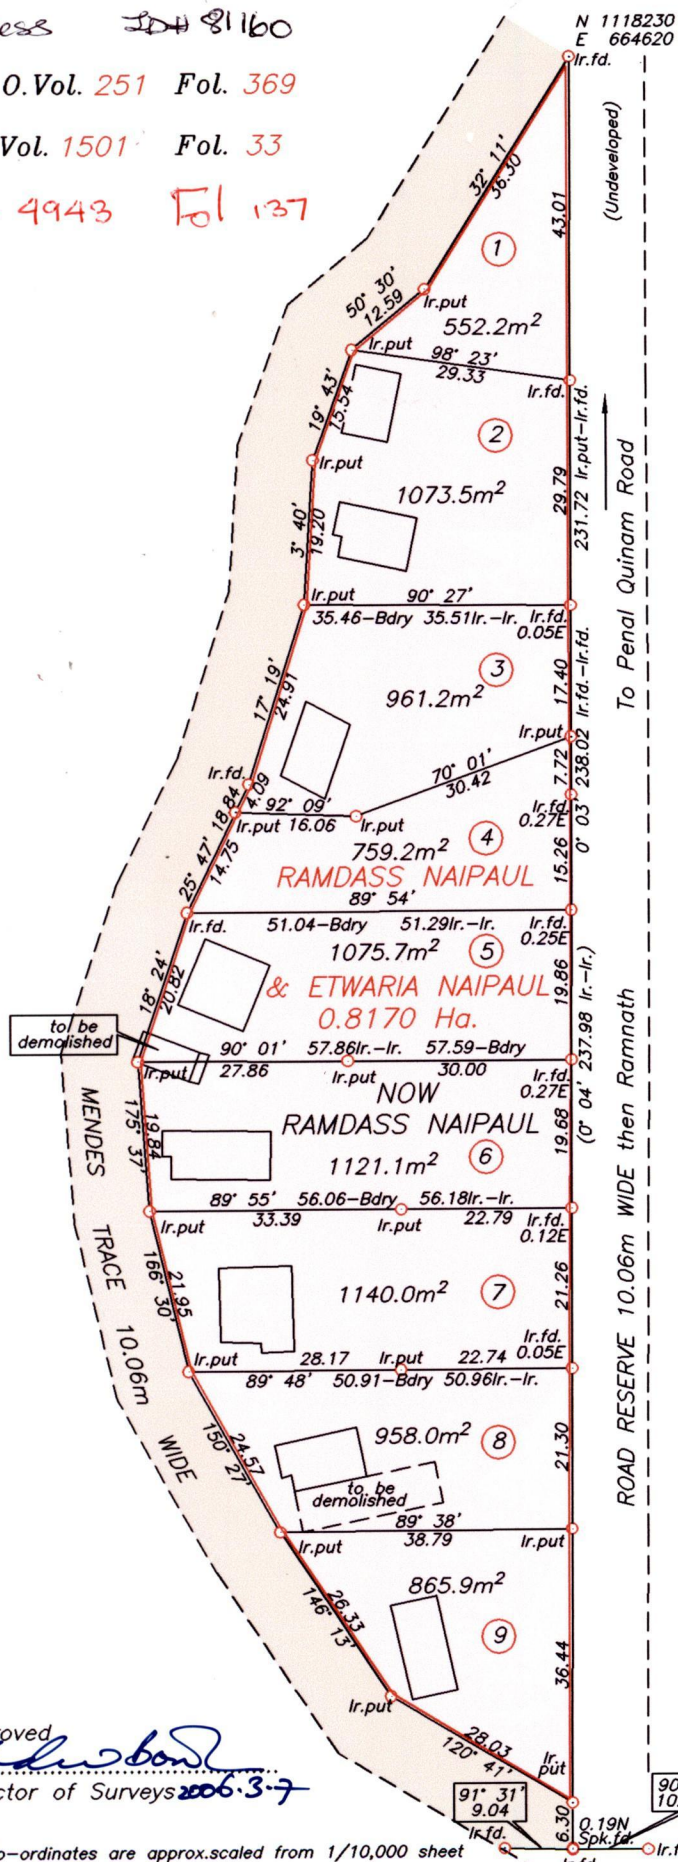 ess LD# 81160
O.Vol. 251 Fol. 369
Vol. 1501 Fol. 33
4943 Fol 137
N 1118230
E 664620
Ir.fd.
(Undeveloped)
32° 11'
36.30
43.01
1
50° 30'
12.59
Ir.put
552.2m²
Ir.put
98° 23'
29.33
Ir.fd.
19° 43'
15.54
2
Ir.put
1073.5m²
29.79
231.72 Ir.put-Ir.fd.
To Penal Quinam Road
3° 40'
19.20
Ir.put
90° 27'
35.46-Bdry 35.51Ir.-Ir.
Ir.fd.
0.05E
3
17° 19'
24.91
961.2m²
17.40
Ir.put
70° 01'
30.42
7.72
0° 03' 238.02 Ir.fd.-Ir.fd.
Ir.fd.
4.09
18.84
92° 09'
Ir.put 16.06
Ir.put
Ir.fd.
0.27E
25° 47'
14.75
759.2m²
4
15.26
RAMDASS NAIPAUL
89° 54'
Ir.fd.
51.04-Bdry 51.29Ir.-Ir.
Ir.fd.
0.25E
1075.7m²
5
18° 24'
20.82
& ETWARIA NAIPAUL
0.8170 Ha.
19.86
(0° 04' 237.98 Ir.-Ir.)
to be
demolished
90° 01' 57.86Ir.-Ir. 57.59-Bdry
Ir.put
27.86
Ir.put
30.00
Ir.fd.
0.27E
NOW
RAMDASS NAIPAUL
175° 37'
19.84
1121.1m²
6
19.68
MENDES TRACE 10.06m WIDE
ROAD RESERVE 10.06m WIDE then Ramnath
89° 55' 56.06-Bdry 56.18Ir.-Ir.
Ir.put
33.39
Ir.put
22.79
Ir.fd.
0.12E
166° 30'
21.95
1140.0m²
7
21.26
Ir.fd.
0.05E
Ir.put
28.17
Ir.put
22.74
89° 48' 50.91-Bdry 50.96Ir.-Ir.
150° 27'
24.57
958.0m²
8
21.30
to be
demolished
89° 38'
38.79
Ir.put
Ir.put
865.9m²
146° 13'
26.33
9
36.44
Ir.put
28.03
120° 41'
Ir.
put
roved
ctor of Surveys 2006.3-7
91° 31'
9.04
6.30
0.19N
Spk.fd.
90
10.
Ir.fd.
Ir.f
o-ordinates are approx.scaled from 1/10,000 sheet
Ir.fd.